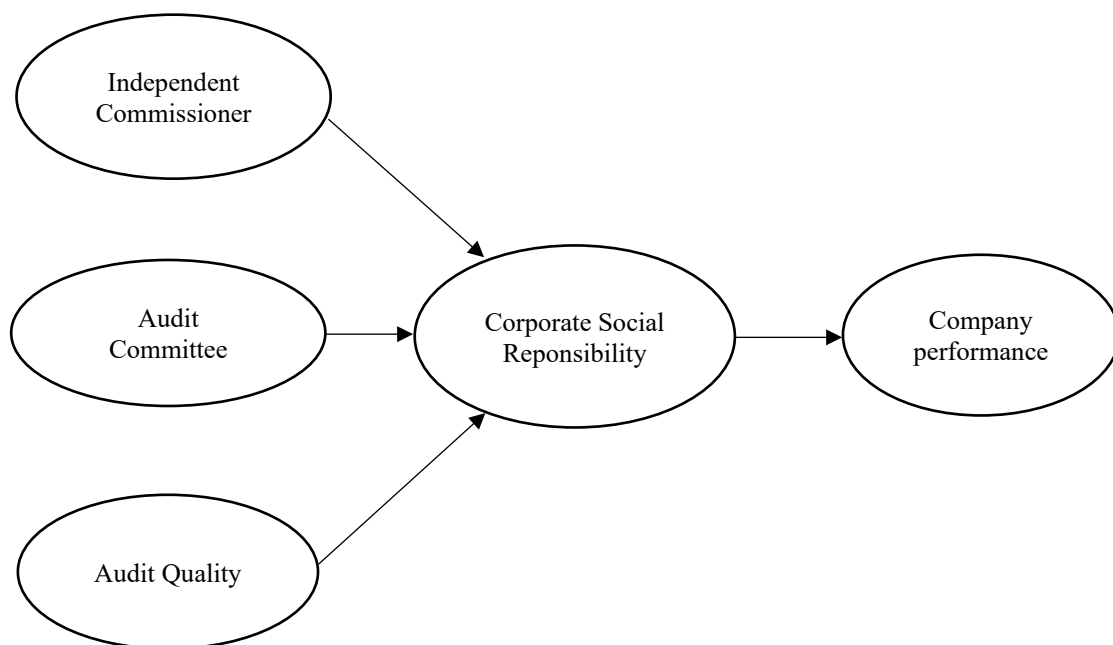 Independent
Commissioner
Audit
Committee
Corporate Social
Reponsibility
Company
performance
Audit Quality